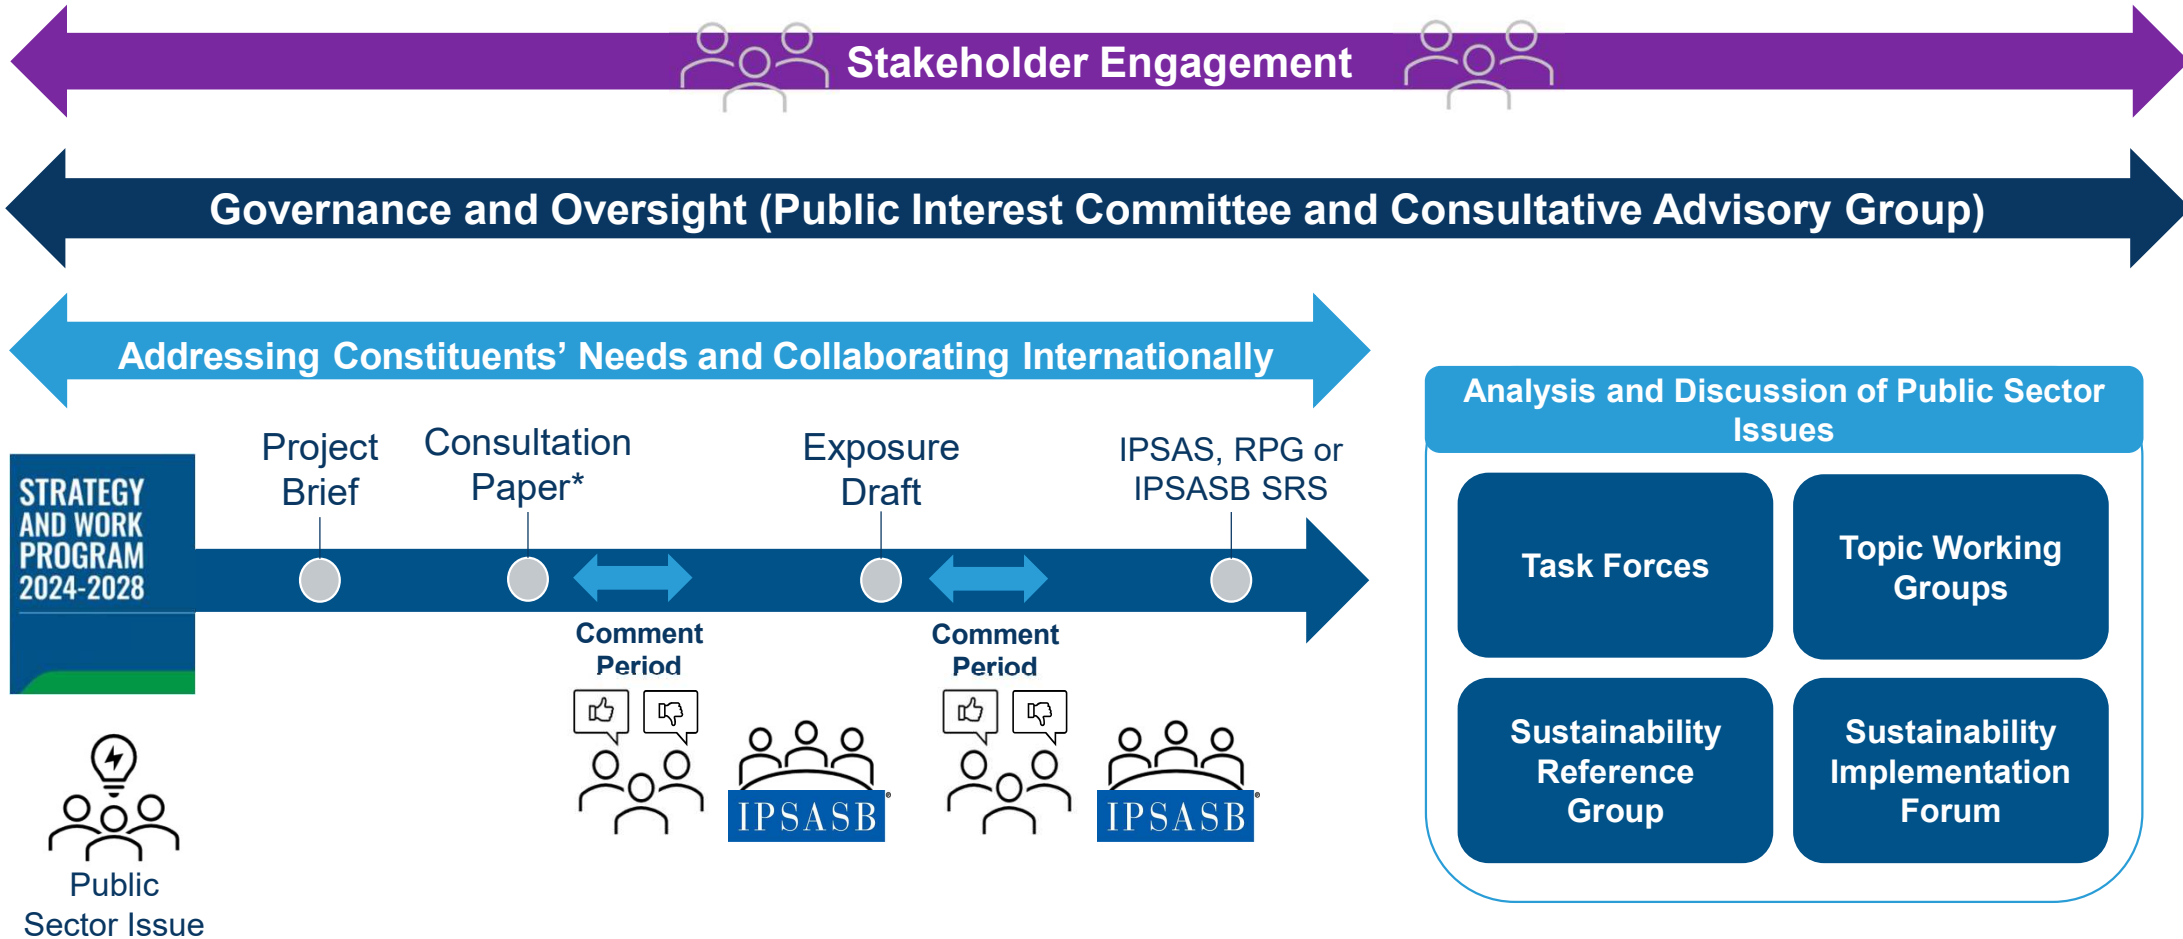 Stakeholder Engagement
Governance and Oversight (Public Interest Committee and Consultative Advisory Group)
Addressing Constituents’ Needs and Collaborating Internationally
STRATEGY
AND WORK
PROGRAM
2024-2028
Project
Brief
Consultation
Paper*
Exposure
Draft
IPSAS, RPG or
IPSASB SRS
Comment
Period
Comment
Period
IPSASB®
IPSASB®
Public
Sector Issue
Analysis and Discussion of Public Sector
Issues
Task Forces
Topic Working
Groups
Sustainability
Reference
Group
Sustainability
Implementation
Forum